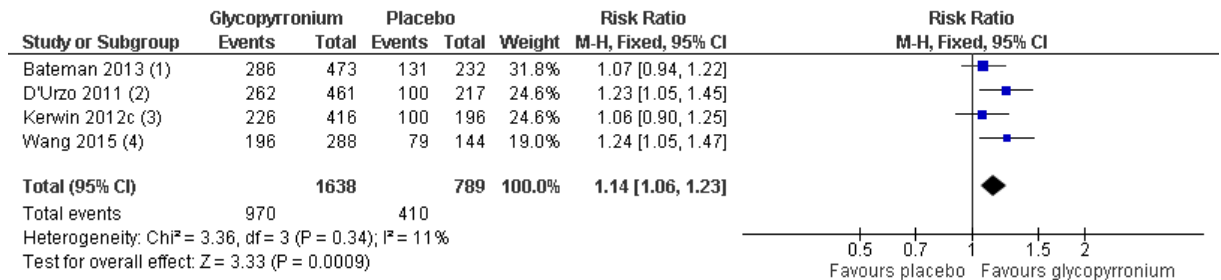 Glycopyrronium Placebo Risk Ratio Risk Ratio
Study or Subgroup Events Total Events Total Weight M-H, Fixed, 95% CI M-H, Fixed, 95% CI
Bateman 2013 (1) 286 473 131 232 31.8% 1.07 [0.94, 1.22]
D'Urzo 2011 (2) 262 461 100 217 24.6% 1.23 [1.05, 1.45]
Kerwin 2012c (3) 226 416 100 196 24.6% 1.06 [0.90, 1.25]
Wang 2015 (4) 196 288 79 144 19.0% 1.24 [1.05, 1.47]
Total (95% CI) 1638 789 100.0% 1.14 [1.06, 1.23]
Total events 970 410
Heterogeneity: Chi² = 3.36, df = 3 (P = 0.34); I² = 11%
Test for overall effect: Z = 3.33 (P = 0.0009)
0.5 0.7 1 1.5 2
Favours placebo Favours glycopyrronium